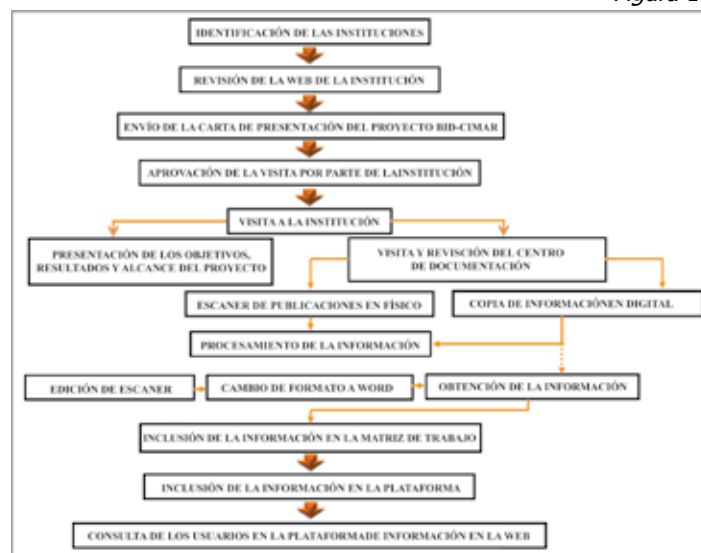 Figura
IDENTIFICACIÓN DE LAS INSTITUCIONES
REVISIÓN DE LA WEB DE LA INSTITUCIÓN
ENVÍO DE LA CARTA DE PRESENTACIÓN DEL PROYECTO BID-CIMAR
APROVACIÓN DE LA VISITA POR PARTE DE LAINSTITUCIÓN
VISITA A LA INSTITUCIÓN
PRESENTACIÓN DE LOS OBJETIVOS,
RESULTADOS Y ALCANCE DEL PROYECTO
VISITA Y REVISCIÓN DEL CENTRO
DE DOCUMENTACIÓN
ESCANER DE PUBLICACIONES EN FÍSICO
COPIA DE INFORMACIÓNEN DIGITAL
PROCESAMIENTO DE LA INFORMACIÓN
EDICIÓN DE ESCANER
CAMBIO DE FORMATO A WORD
OBTENCIÓN DE LA INFORMACIÓN
INCLUSIÓN DE LA INFORMACIÓN EN LA MATRIZ DE TRABAJO
INCLUSIÓN DE LA INFORMACIÓN EN LA PLATAFORMA
CONSULTA DE LOS USUARIOS EN LA PLATAFORMADE INFORMACIÓN EN LA WEB